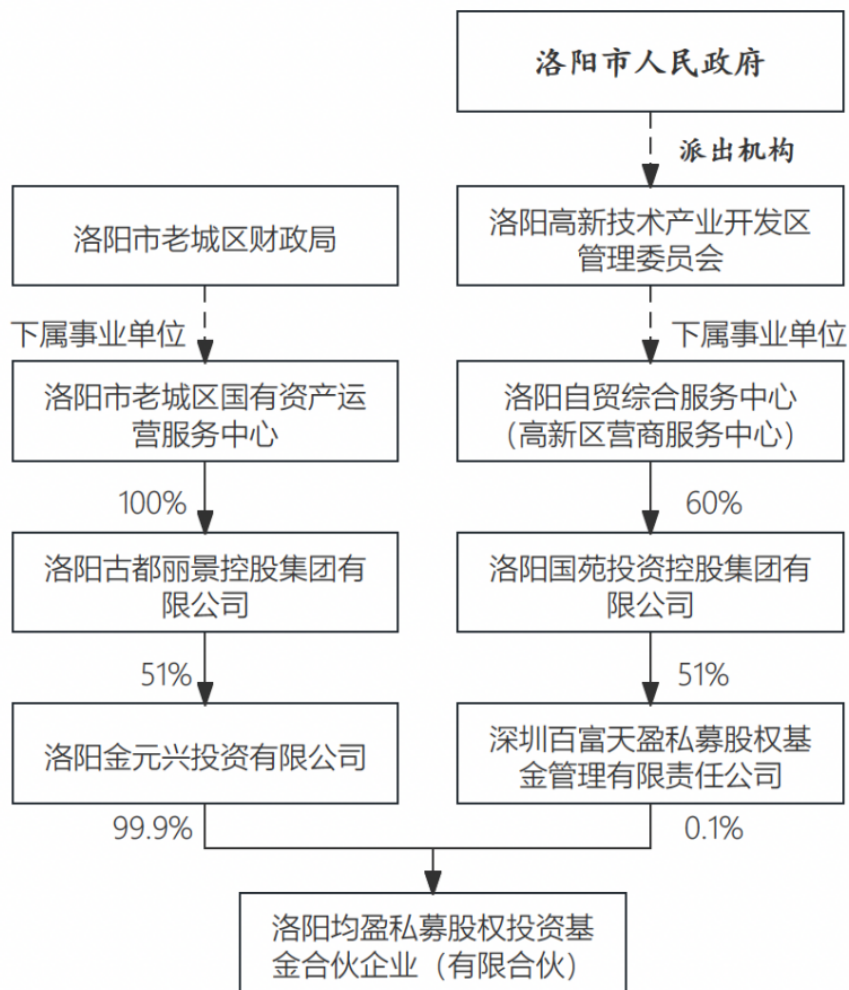 洛阳市人民政府
派出机构
洛阳市老城区财政局
洛阳高新技术产业开发区
管理委员会
下属事业单位
下属事业单位
洛阳市老城区国有资产运
营服务中心
洛阳自贸综合服务中心
（高新区营商服务中心）
100%
60%
洛阳古都丽景控股集团有
限公司
洛阳国苑投资控股集团有
限公司
51%
51%
洛阳金元兴投资有限公司
深圳百富天盈私募股权基
金管理有限责任公司
99.9%
0.1%
洛阳均盈私募股权投资基
金合伙企业（有限合伙）